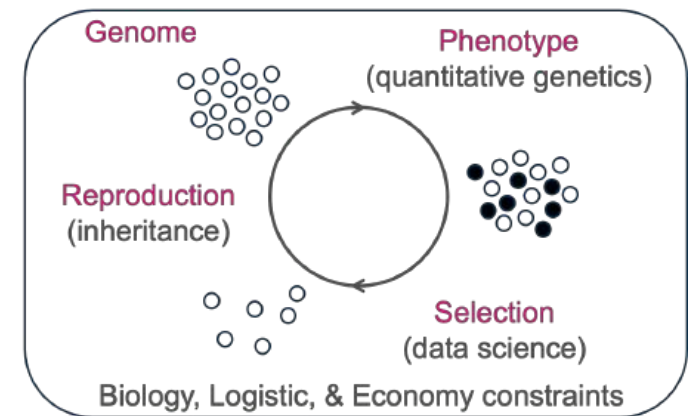 Genome
Phenotype
(quantitative genetics)
Reproduction
(inheritance)
Selection
(data science)
Biology, Logistic, & Economy constraints